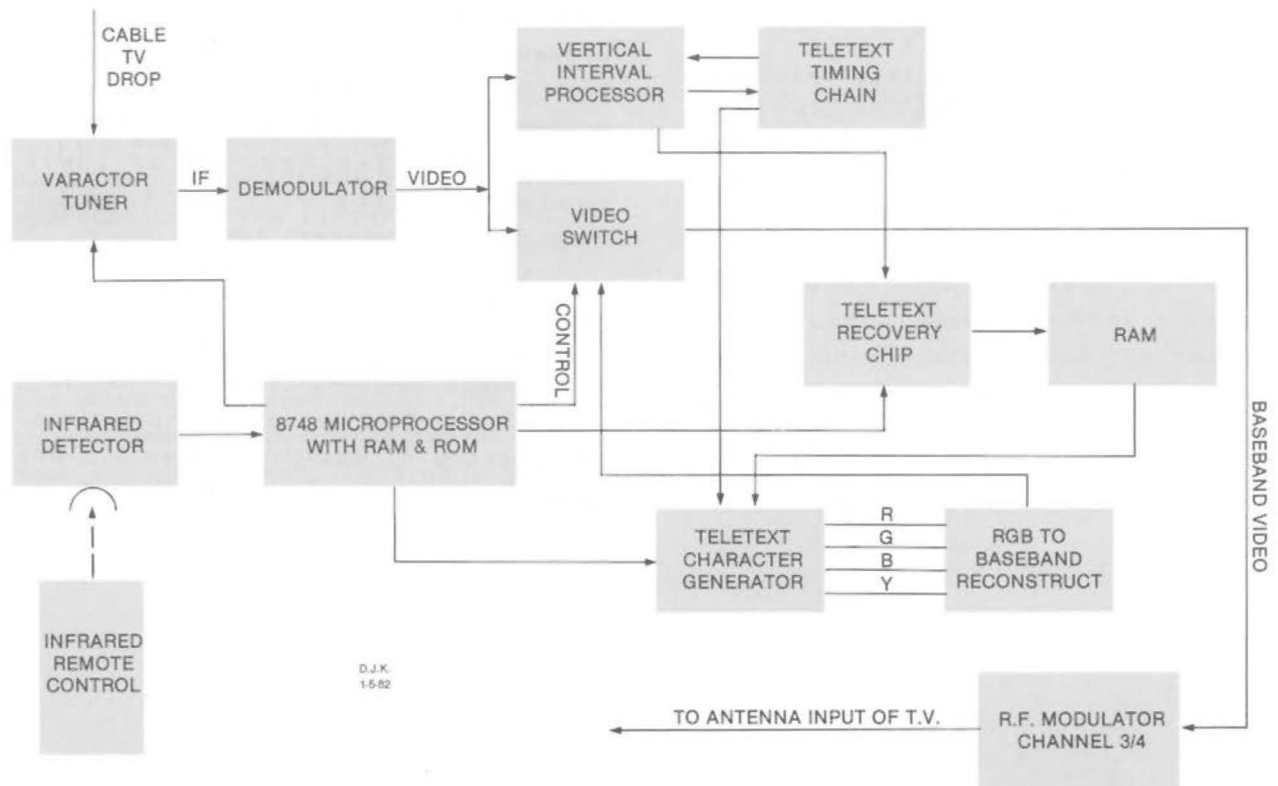 CABLE
TV
DROP
VERTICAL
INTERVAL
PROCESSOR
TELETEXT
TIMING
CHAIN
VARACTOR
TUNER
IF
DEMODULATOR
VIDEO
VIDEO
SWITCH
CONTROL
TELETEXT
RECOVERY
CHIP
RAM
BASEBAND VIDEO
INFRARED
DETECTOR
8748 MICROPROCESSOR
WITH RAM & ROM
TELETEXT
CHARACTER
GENERATOR
R
G
B
Y
RGB TO
BASEBAND
RECONSTRUCT
INFRARED
REMOTE
CONTROL
D.J.K.
1-5-82
TO ANTENNA INPUT OF T.V.
R.F. MODULATOR
CHANNEL 3/4